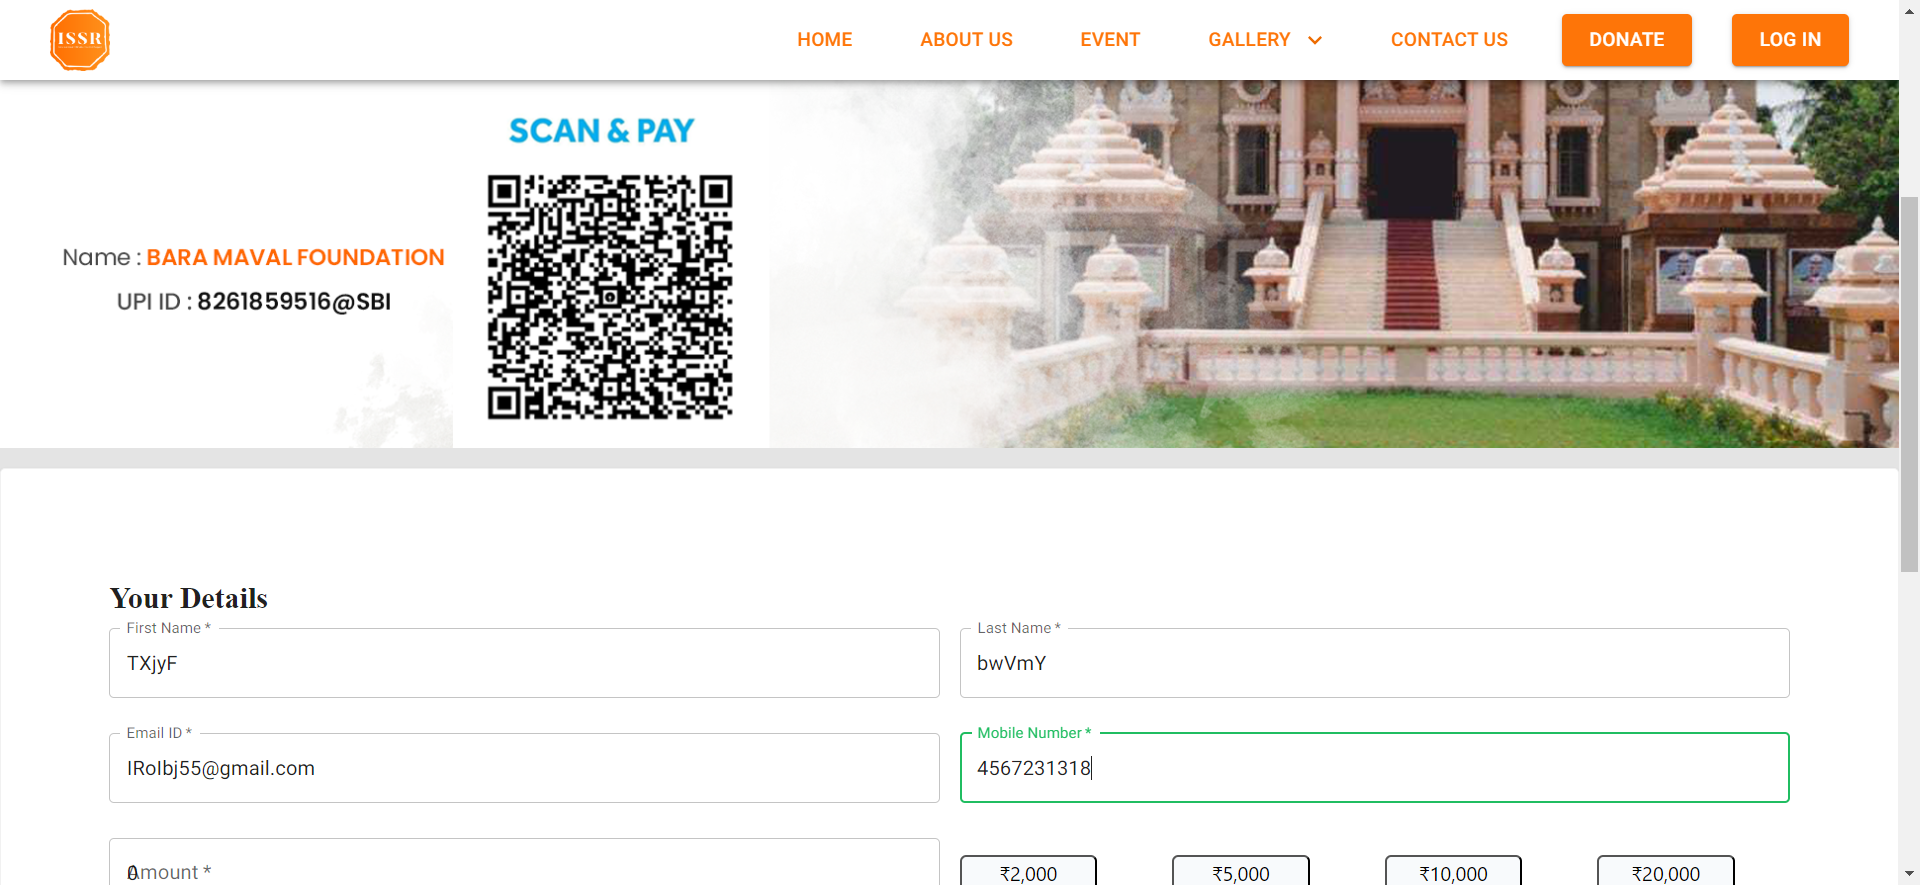 ISSR
HOME ABOUT US EVENT GALLERY CONTACT US DONATE LOG IN
SCAN & PAY
Name : BARA MAVAL FOUNDATION
UPI ID : 8261859516@SBI
Your Details
First Name *
TXjyF
Last Name *
bwVmY
Email ID *
IRoIbj55@gmail.com
Mobile Number *
4567231318
Amount *
0
₹2,000 ₹5,000 ₹10,000 ₹20,000